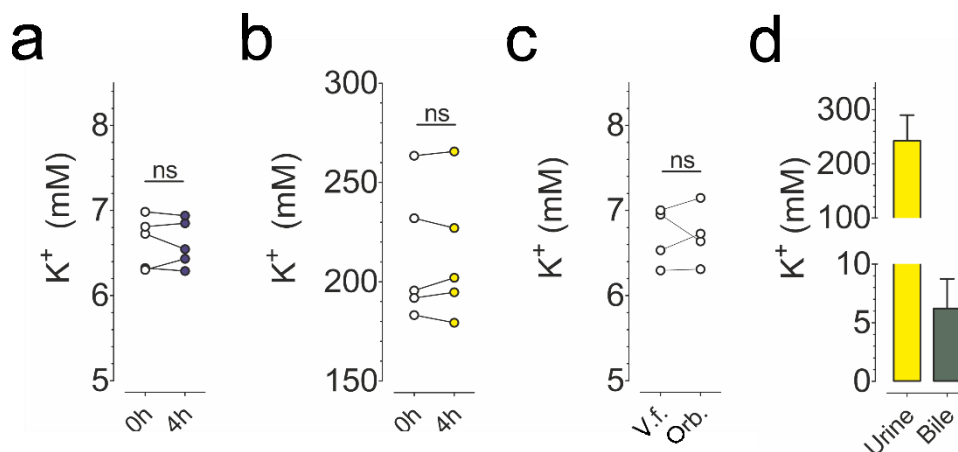 a
K+ (mM)
8
7
6
5
ns
0h
4h
b
K+ (mM)
300
250
200
150
ns
0h
4h
c
K+ (mM)
8
7
6
5
ns
V.f.
Orb.
d
K+ (mM)
300
200
100
10
5
0
Urine
Bile